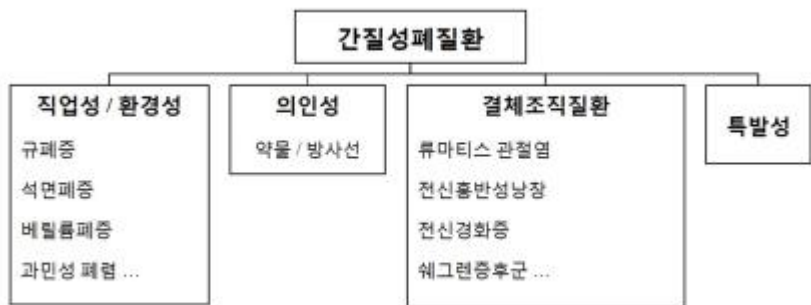 간질성폐질환
직업성 / 환경성
규폐증
석면폐증
베릴륨폐증
과민성 폐렴 ...
의인성
약물 / 방사선
결체조직질환
류마티스 관절염
전신홍반성낭창
전신경화증
쉐그렌증후군 ...
특발성